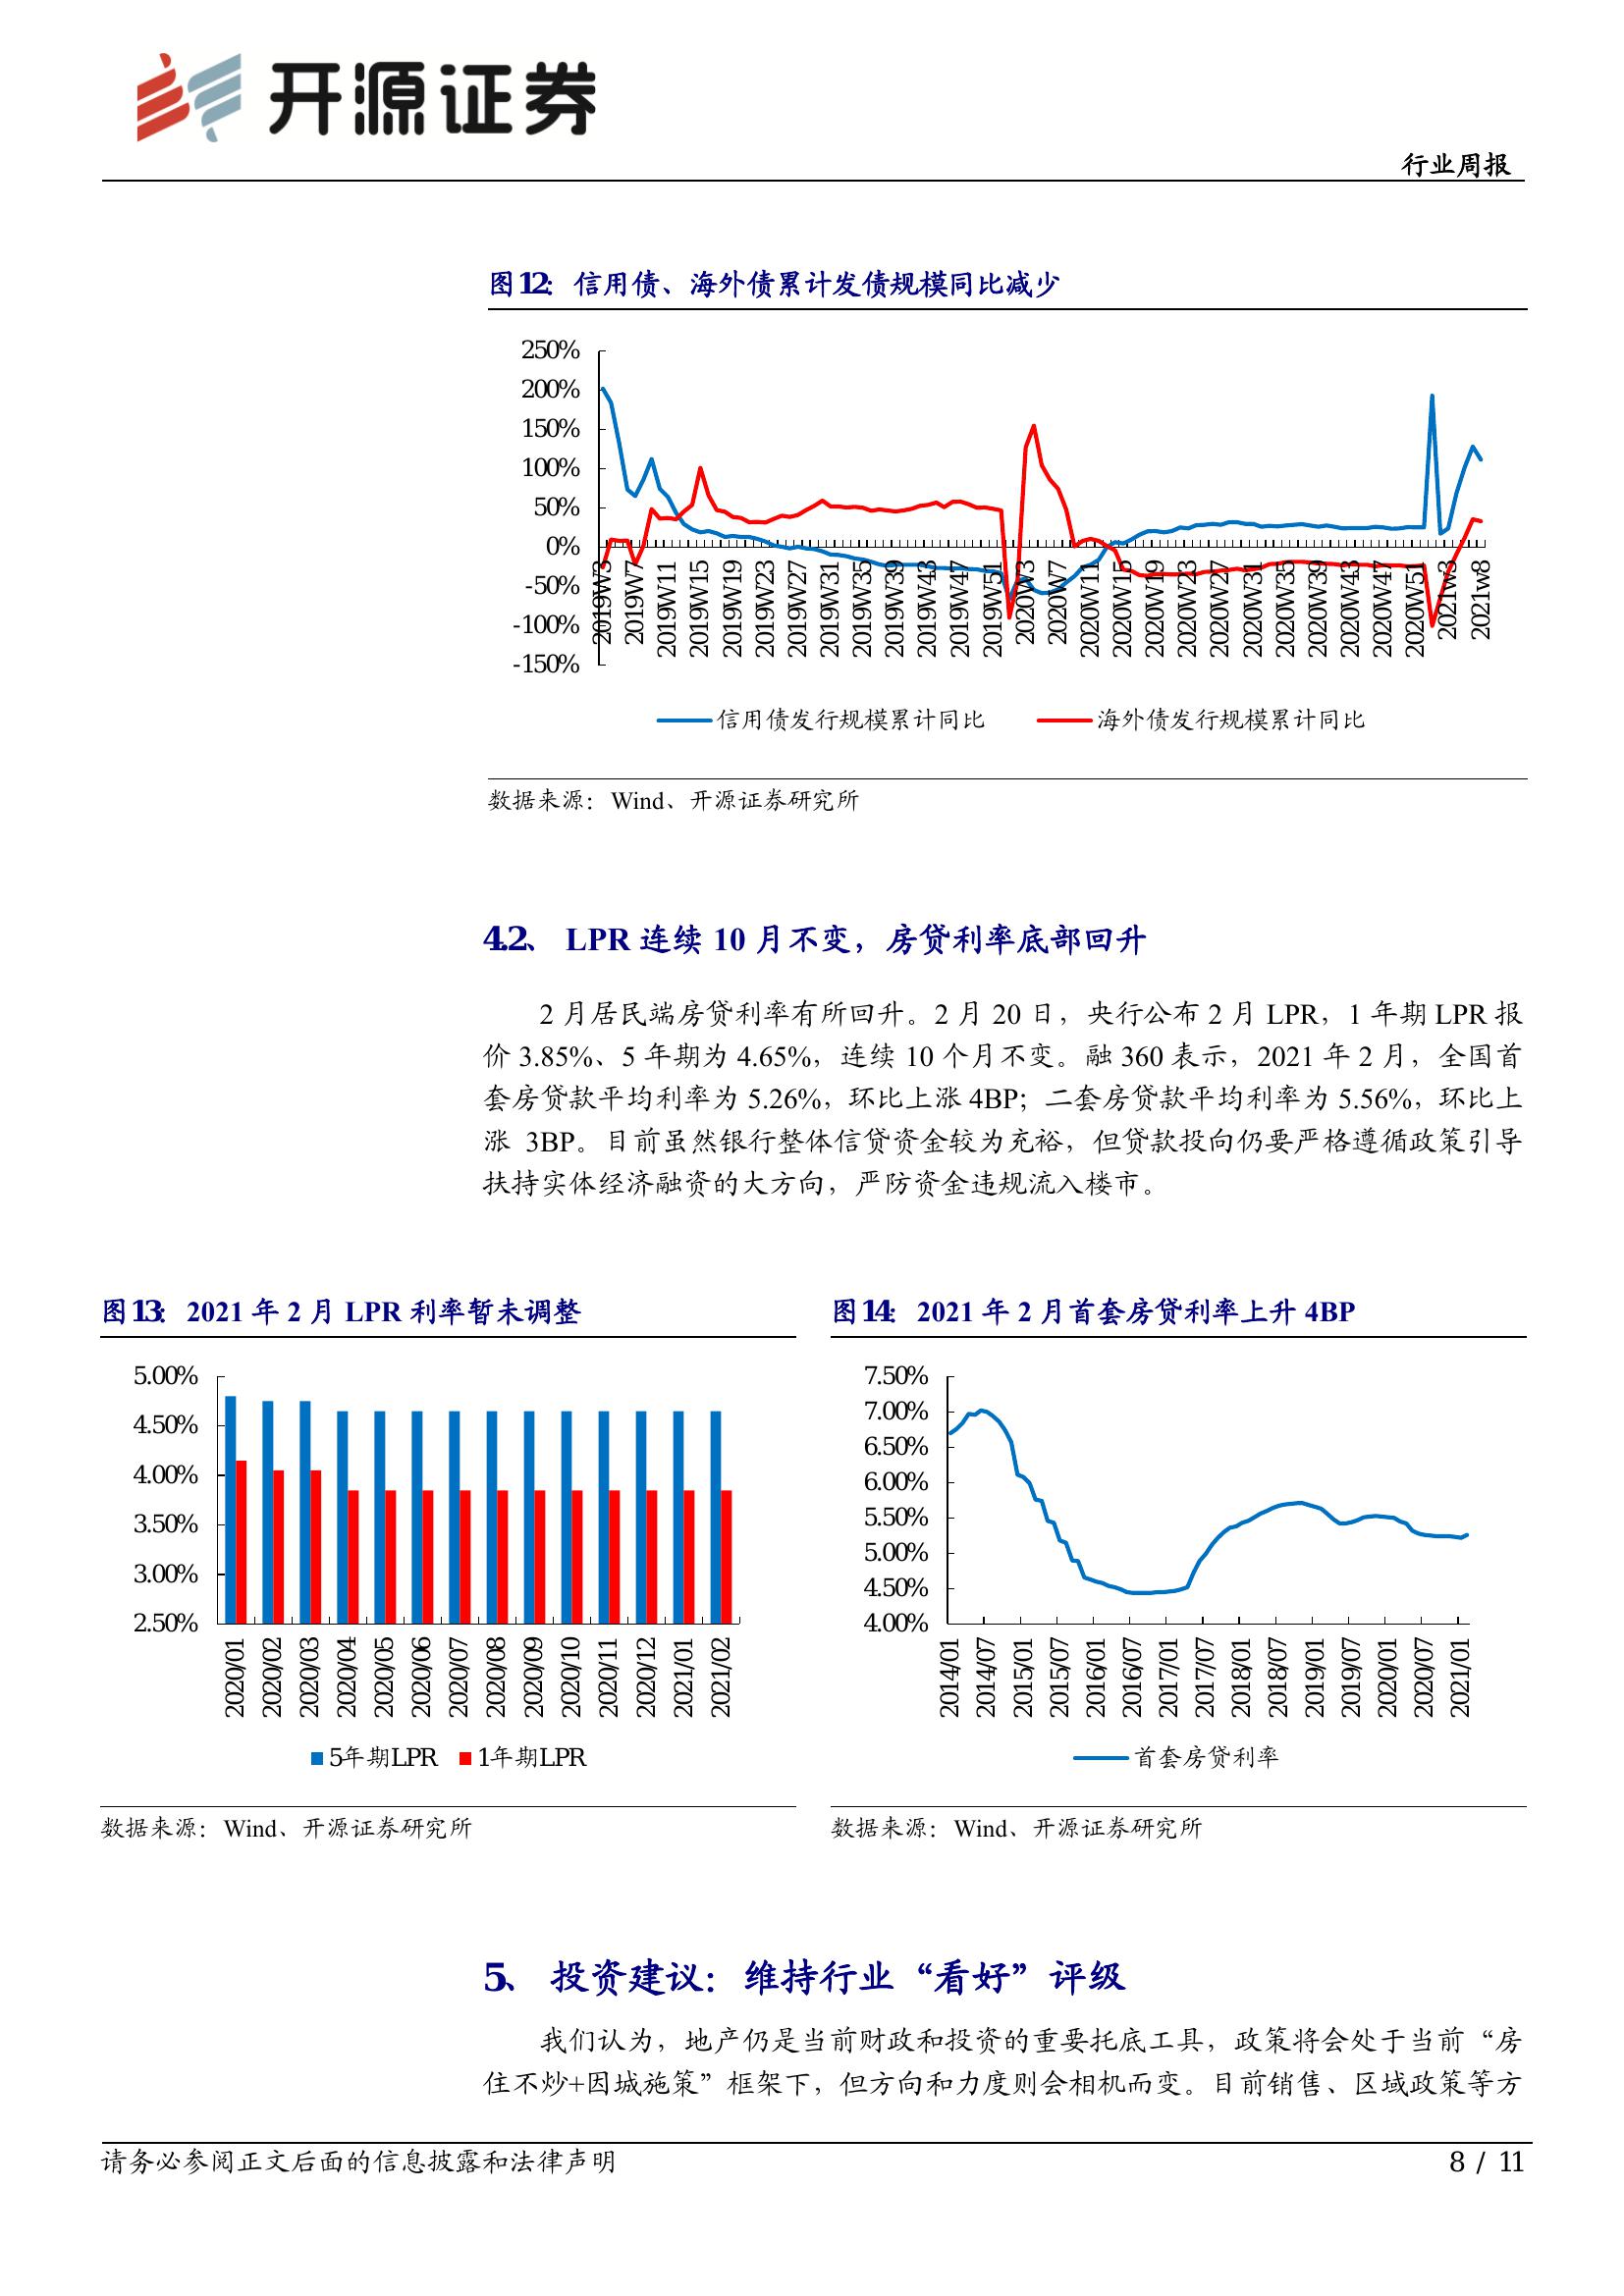 开源证券
行业周报
图12： 信用债、海外债累计发债规模同比减少
250%
200%
150%
100%
50%
0%
-50%
-100%
-150%
2019W3
2019W7
2019W11
2019W15
2019W19
2019W23
2019W27
2019W31
2019W35
2019W39
2019W43
2019W47
2019W51
2020W3
2020W7
2020W11
2020W15
2020W19
2020W23
2020W27
2020W31
2020W35
2020W39
2020W43
2020W47
2020W51
2021w3
2021w8
信用债发行规模累计同比
海外债发行规模累计同比
数据来源：Wind、开源证券研究所
4.2、 LPR 连续 10 月不变，房贷利率底部回升
2 月居民端房贷利率有所回升。2 月 20 日，央行公布 2 月 LPR，1 年期 LPR 报
价 3.85%、5 年期为 4.65%，连续 10 个月不变。融 360 表示，2021 年 2 月，全国首
套房贷款平均利率为 5.26%，环比上涨 4BP；二套房贷款平均利率为 5.56%，环比上
涨 3BP。目前虽然银行整体信贷资金较为充裕，但贷款投向仍要严格遵循政策引导
扶持实体经济融资的大方向，严防资金违规流入楼市。
图13： 2021 年 2 月 LPR 利率暂未调整
5.00%
4.50%
4.00%
3.50%
3.00%
2.50%
2020/01
2020/02
2020/03
2020/04
2020/05
2020/06
2020/07
2020/08
2020/09
2020/10
2020/11
2020/12
2021/01
2021/02
5年期LPR
1年期LPR
数据来源：Wind、开源证券研究所
图14： 2021 年 2 月首套房贷利率上升 4BP
7.50%
7.00%
6.50%
6.00%
5.50%
5.00%
4.50%
4.00%
2014/01
2014/07
2015/01
2015/07
2016/01
2016/07
2017/01
2017/07
2018/01
2018/07
2019/01
2019/07
2020/01
2020/07
2021/01
首套房贷利率
数据来源：Wind、开源证券研究所
5、 投资建议：维持行业“看好”评级
我们认为，地产仍是当前财政和投资的重要托底工具，政策将会处于当前“房
住不炒+因城施策”框架下，但方向和力度则会相机而变。目前销售、区域政策等方
请务必参阅正文后面的信息披露和法律声明
8 / 11